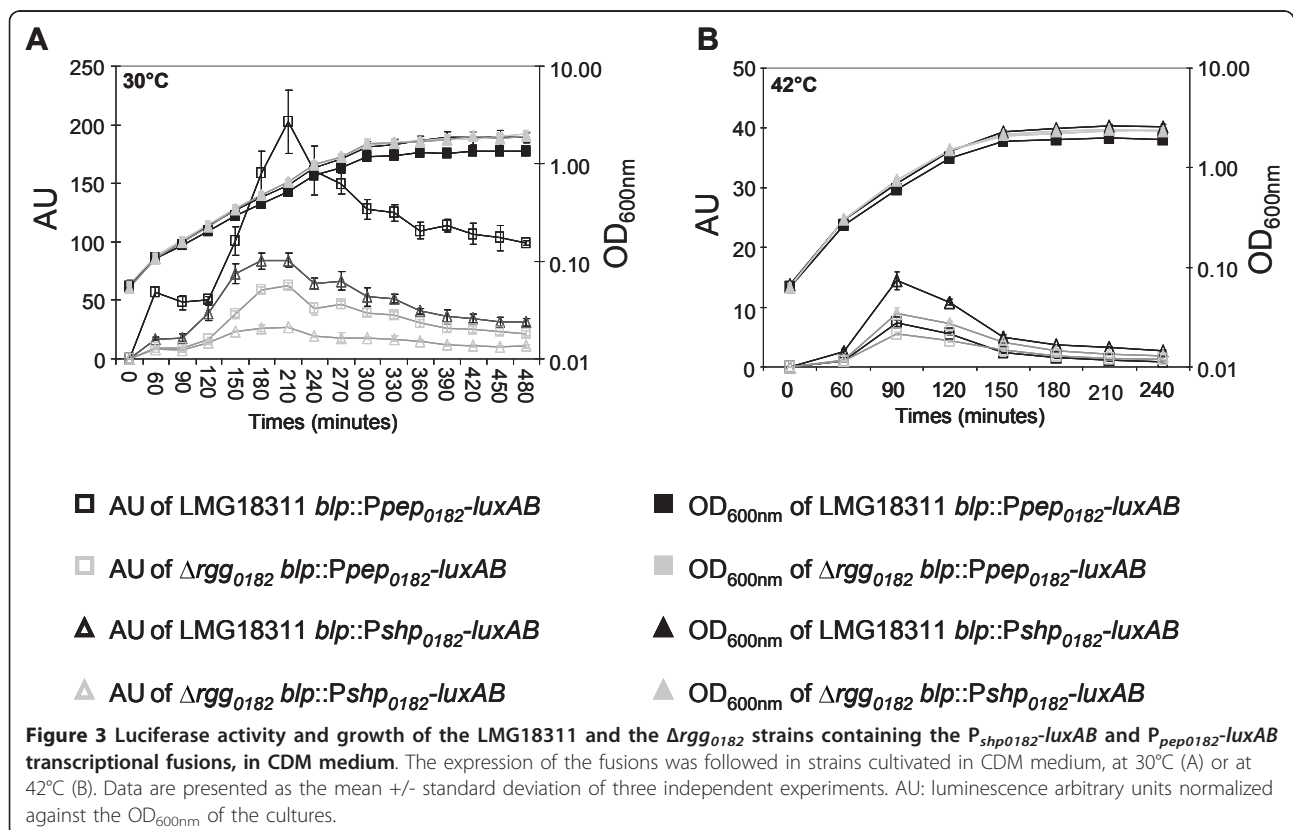 A
B
250
200
150
100
50
0
AU
30°C
10.00
1.00
0.10
0.01
OD600nm
0 60 90 120 150 180 210 240 270 300 330 360 390 420 450 480
Times (minutes)
50
40
30
20
10
0
AU
42°C
10.00
1.00
0.10
0.01
OD600nm
0 60 90 120 150 180 210 240
Times (minutes)
AU of LMG18311 blp::Ppep0182-luxAB
OD600nm of LMG18311 blp::Ppep0182-luxAB
AU of Δrgg0182 blp::Ppep0182-luxAB
OD600nm of Δrgg0182 blp::Ppep0182-luxAB
AU of LMG18311 blp::Pshp0182-luxAB
OD600nm of LMG18311 blp::Pshp0182-luxAB
AU of Δrgg0182 blp::Pshp0182-luxAB
OD600nm of Δrgg0182 blp::Pshp0182-luxAB
Figure 3 Luciferase activity and growth of the LMG18311 and the Δrgg0182 strains containing the Pshp0182-luxAB and Ppep0182-luxAB
transcriptional fusions, in CDM medium. The expression of the fusions was followed in strains cultivated in CDM medium, at 30°C (A) or at
42°C (B). Data are presented as the mean +/- standard deviation of three independent experiments. AU: luminescence arbitrary units normalized
against the OD600nm of the cultures.